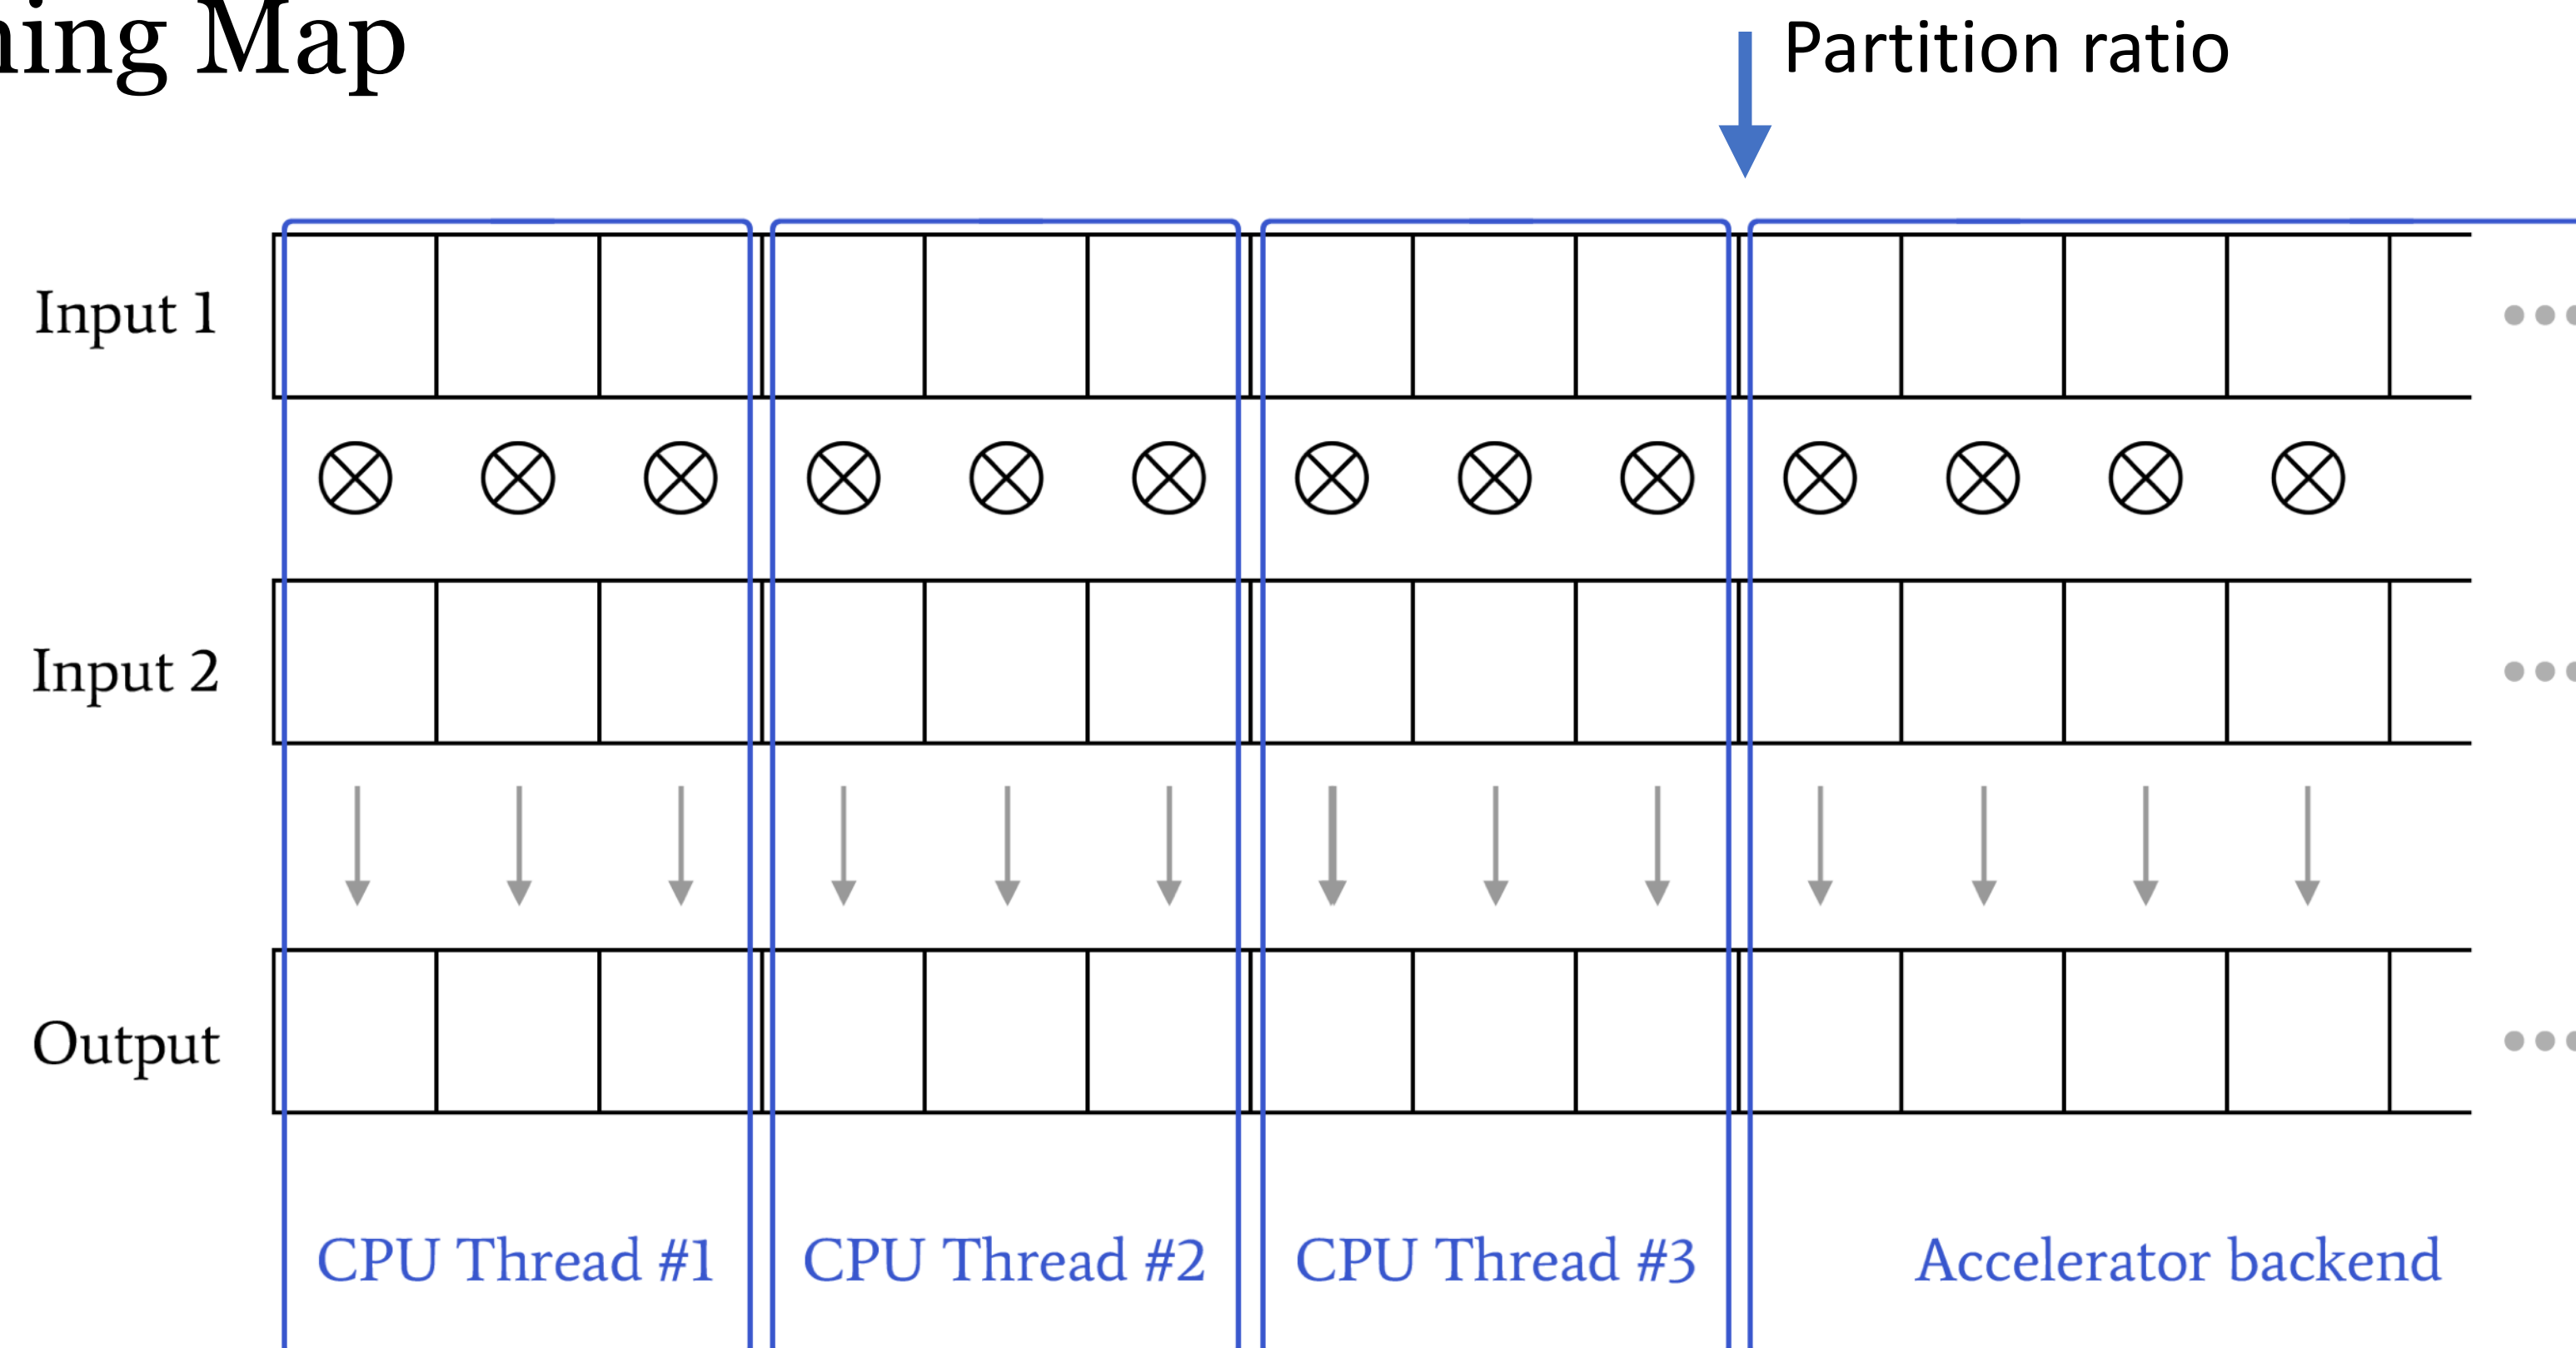 ning Map
Partition ratio
Input 1
Input 2
Output
CPU Thread #1
CPU Thread #2
CPU Thread #3
Accelerator backend